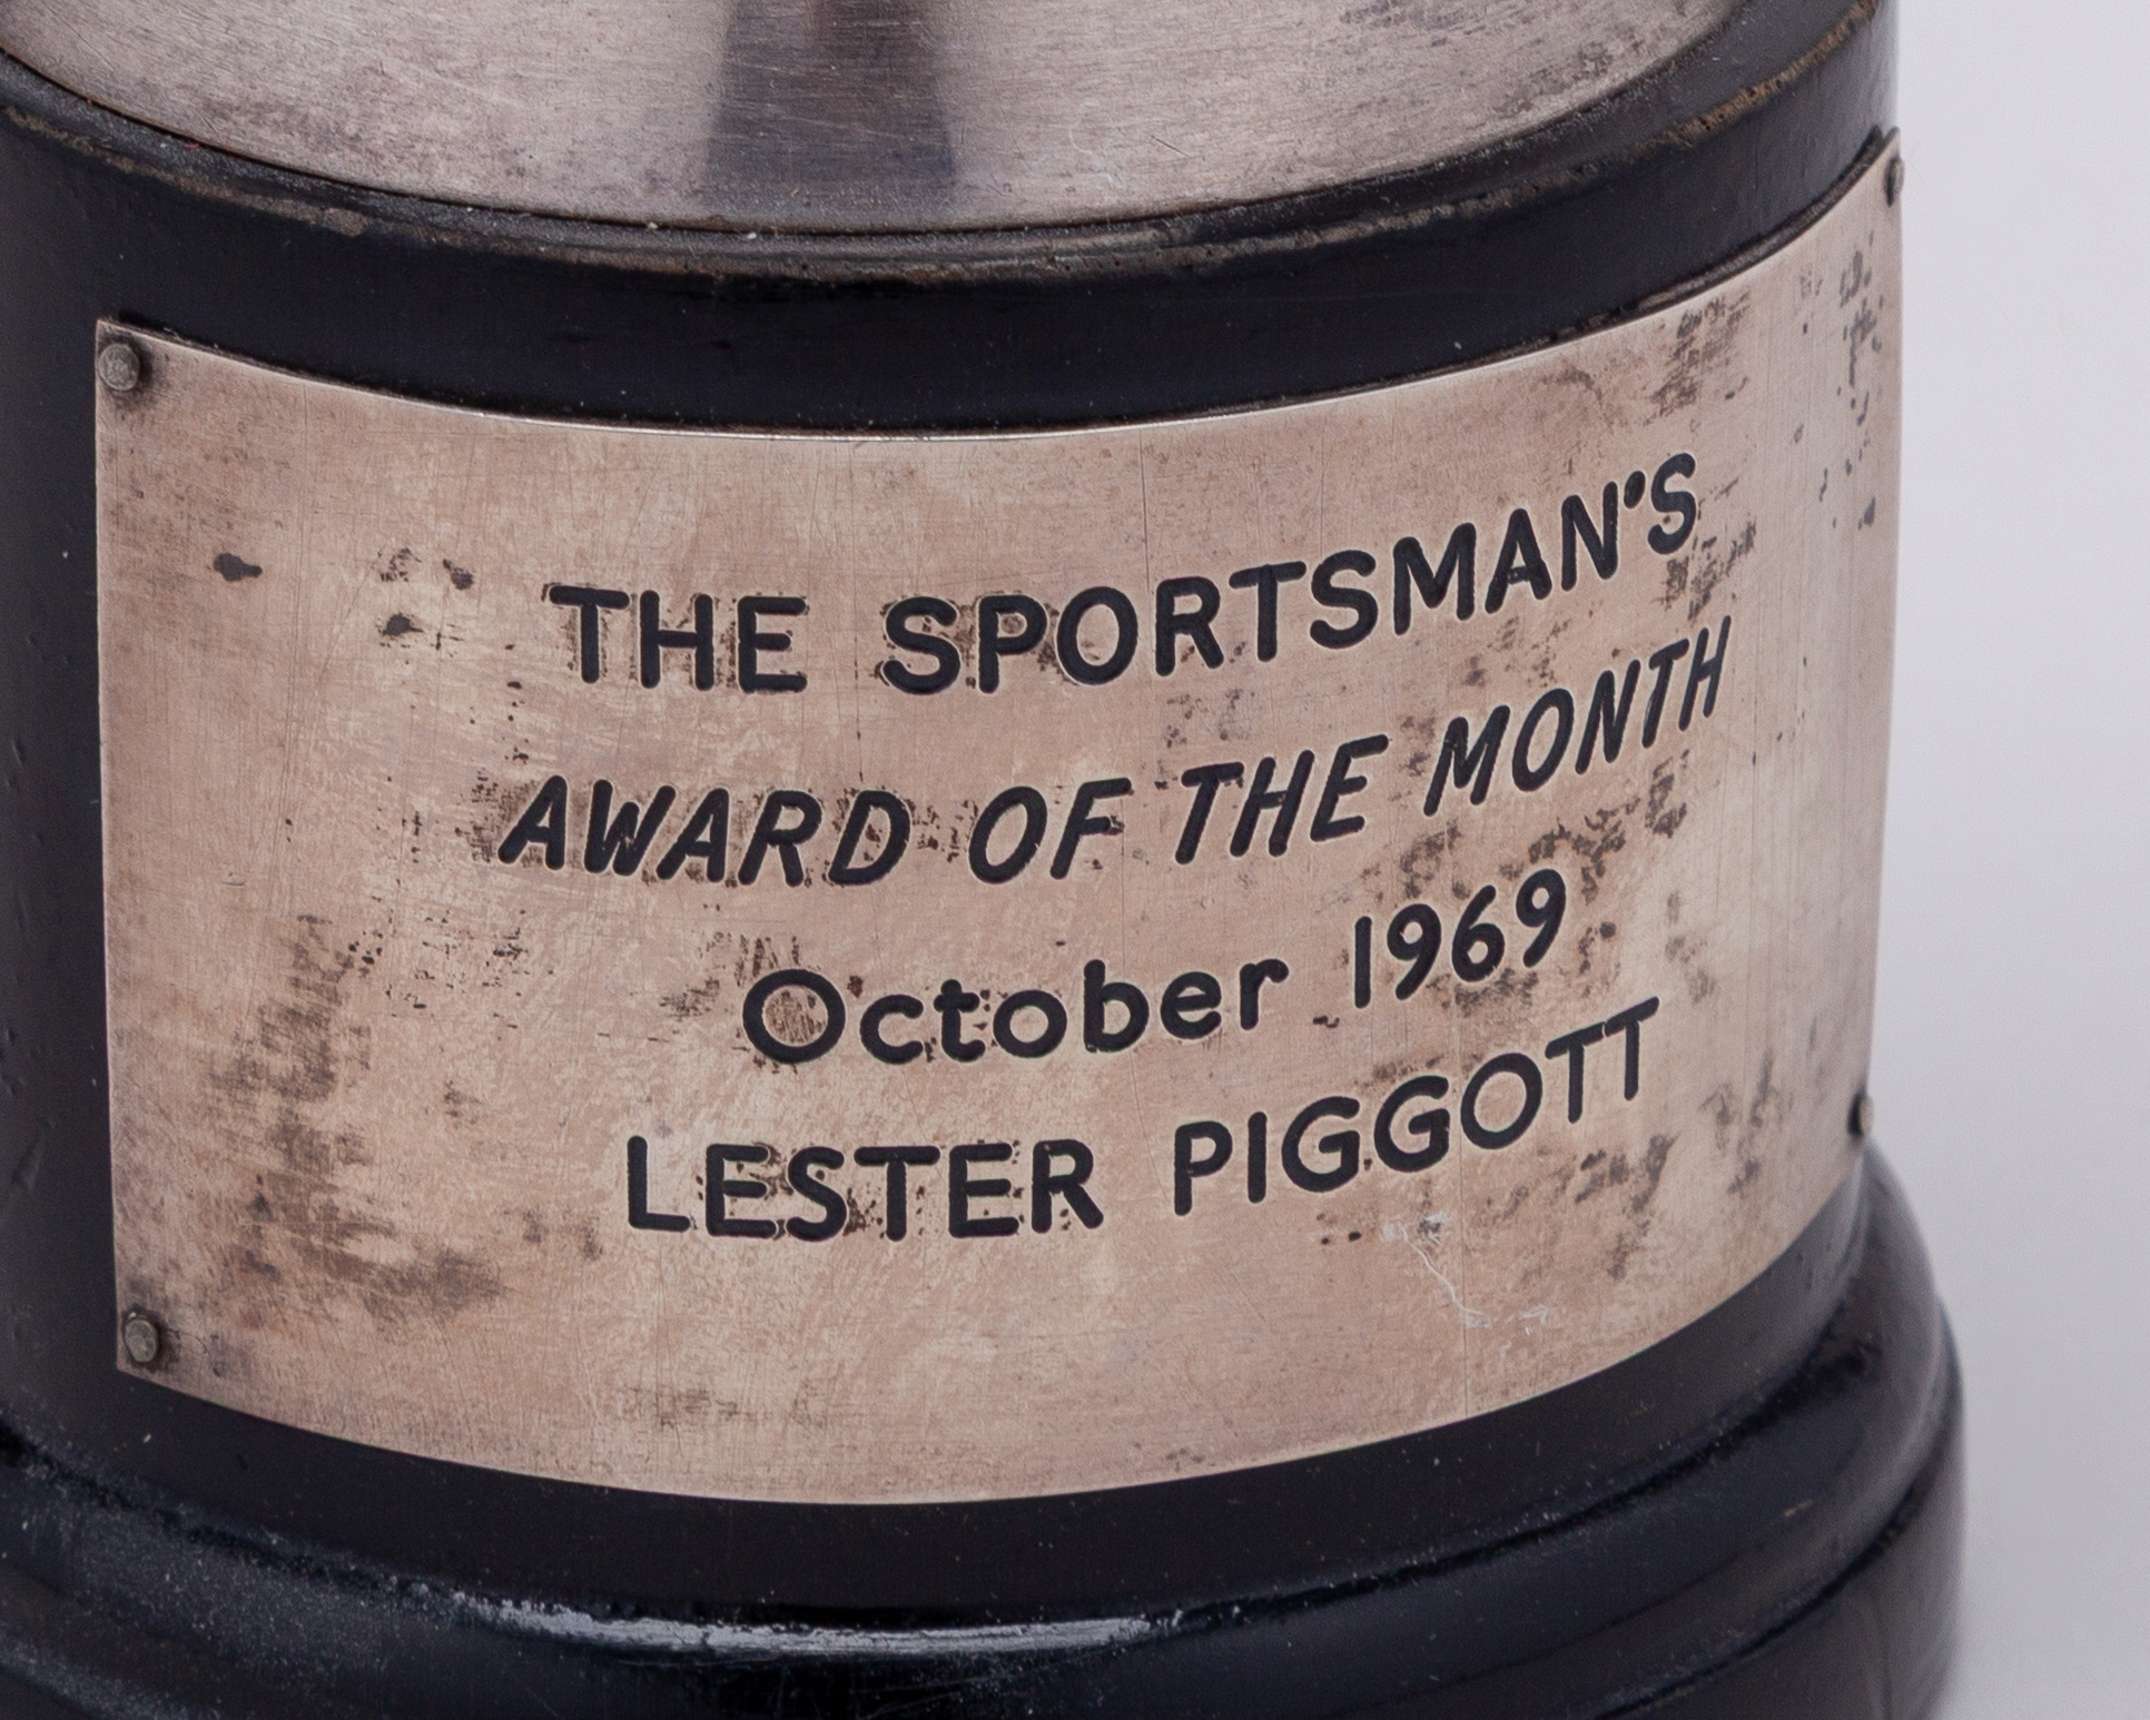 THE SPORTSMAN'S
AWARD OF THE MONTH
October 1969
LESTER PIGGOTT